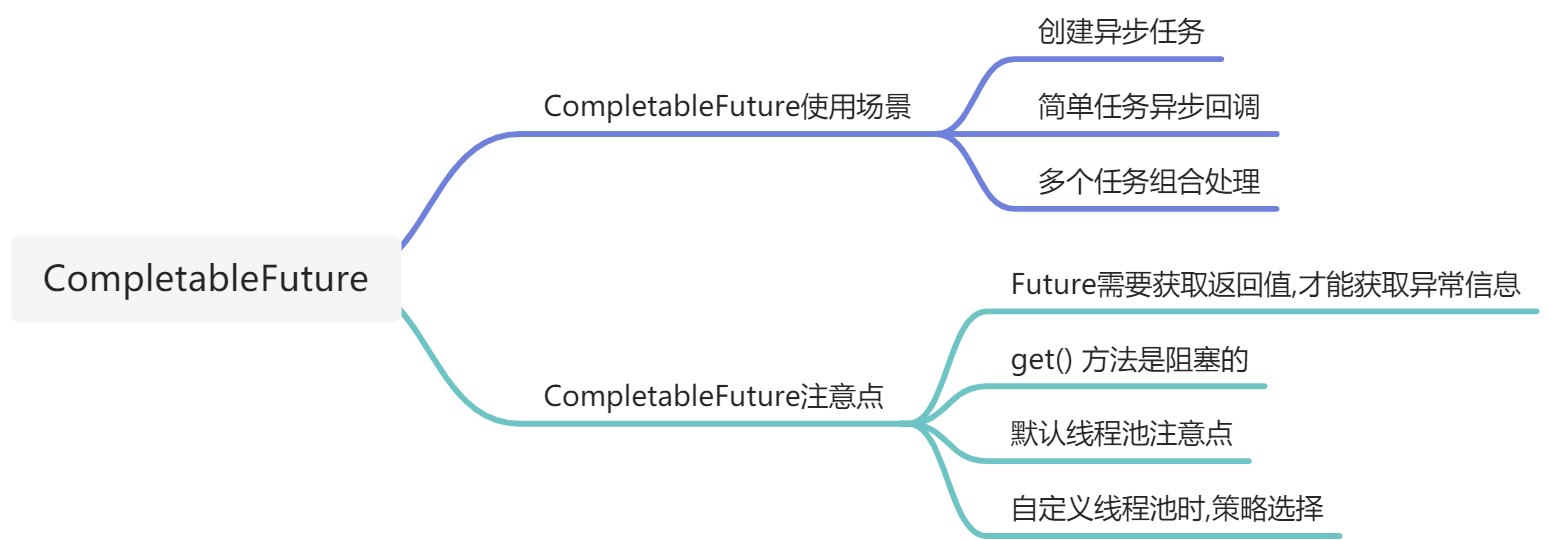 CompletableFuture
CompletableFuture使用场景
创建异步任务
简单任务异步回调
多个任务组合处理
CompletableFuture注意点
Future需要获取返回值,才能获取异常信息
get() 方法是阻塞的
默认线程池注意点
自定义线程池时,策略选择